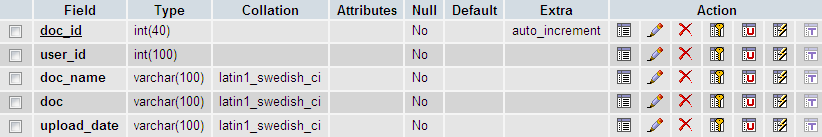 Field Type Collation Attributes Null Default Extra Action
doc_id int(40) No auto_increment
user_id int(100) No
doc_name varchar(100) latin1_swedish_ci No
doc varchar(100) latin1_swedish_ci No
upload_date varchar(100) latin1_swedish_ci No